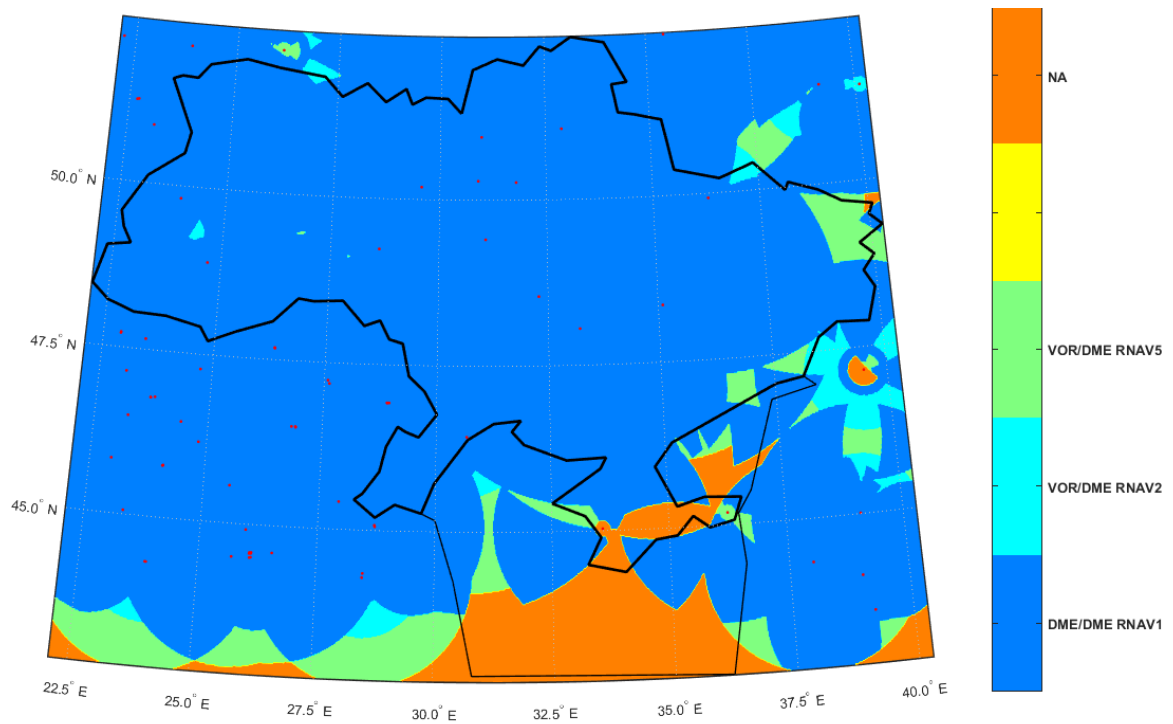 50.0° N
47.5° N
45.0° N
22.5° E
25.0° E
27.5° E
30.0° E
32.5° E
35.0° E
37.5° E
40.0° E
NA
VOR/DME RNAV5
VOR/DME RNAV2
DME/DME RNAV1